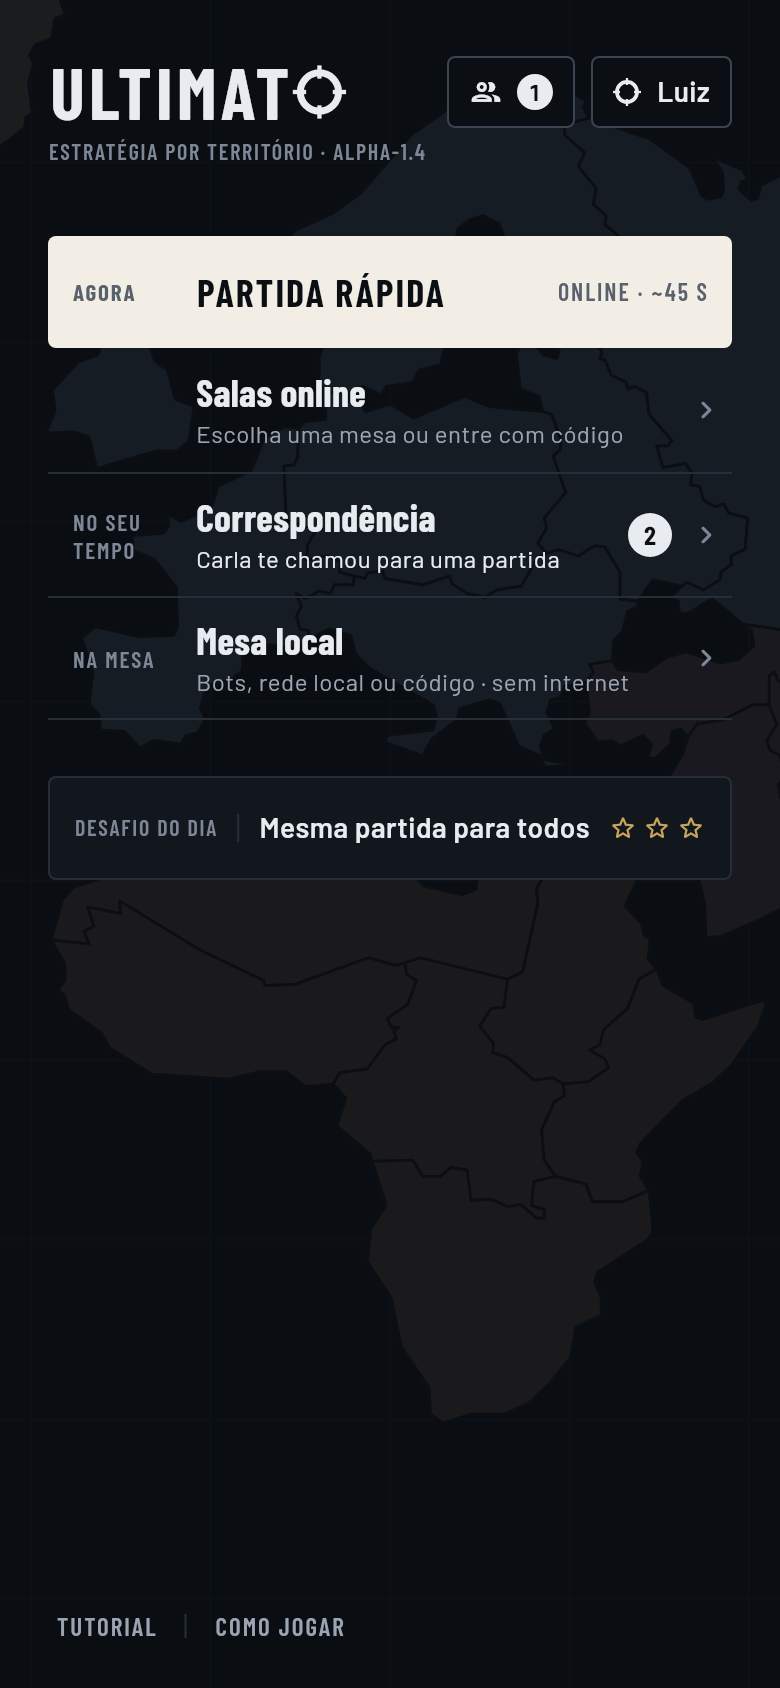 ULTIMATO
1
Luiz
ESTRATÉGIA POR TERRITÓRIO · ALPHA-1.4
AGORA
PARTIDA RÁPIDA
ONLINE · ~45 S
Salas online
Escolha uma mesa ou entre com código
NO SEU
TEMPO
Correspondência
Carla te chamou para uma partida
2
NA MESA
Mesa local
Bots, rede local ou código · sem internet
DESAFIO DO DIA
Mesma partida para todos
TUTORIAL
COMO JOGAR